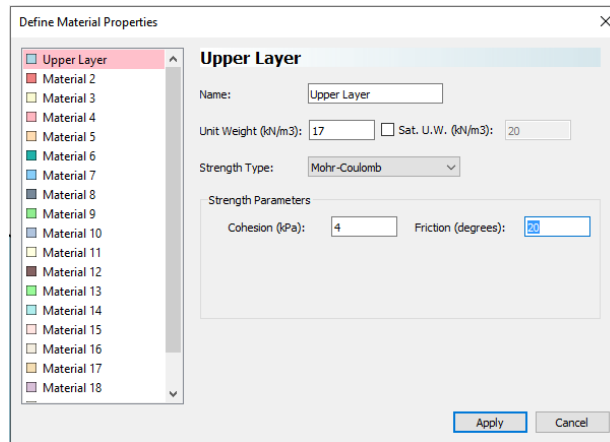 Define Material Properties
Upper Layer
Material 2
Material 3
Material 4
Material 5
Material 6
Material 7
Material 8
Material 9
Material 10
Material 11
Material 12
Material 13
Material 14
Material 15
Material 16
Material 17
Material 18
Upper Layer
Name: Upper Layer
Unit Weight (kN/m3): 17 Sat. U.W. (kN/m3): 20
Strength Type: Mohr-Coulomb
Strength Parameters
Cohesion (kPa): 4 Friction (degrees): 20
Apply Cancel